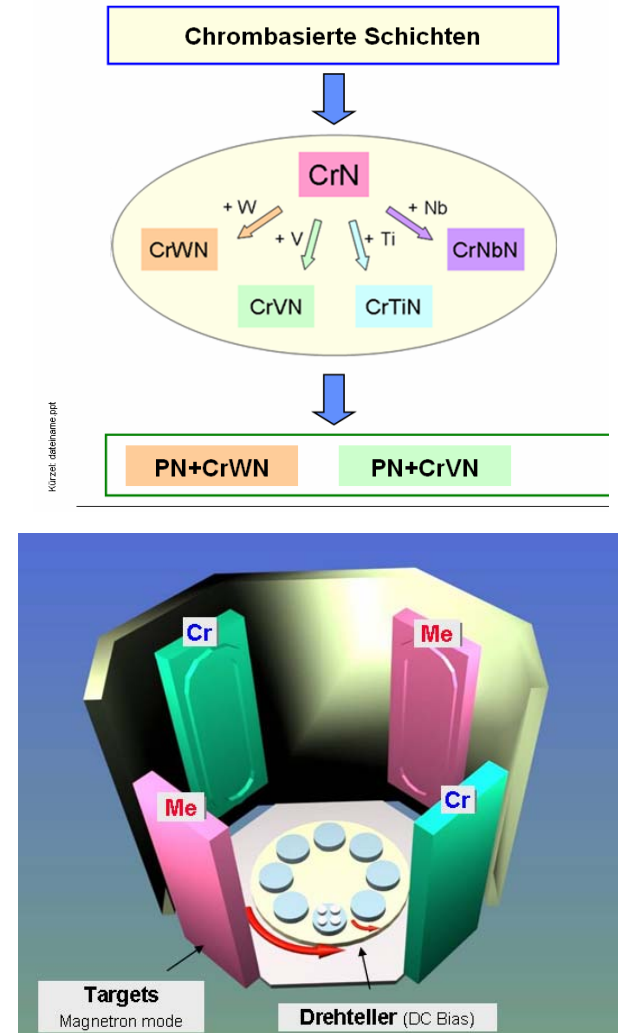 Chrombasierte Schichten
CrN
+ W
+ Nb
+ V
+ Ti
CrWN
CrNbN
CrVN
CrTiN
Kürzel: dateiname.ppt
PN+CrWN
PN+CrVN
Cr
Me
Me
Cr
Targets
Magnetron mode
Drehteller (DC Bias)